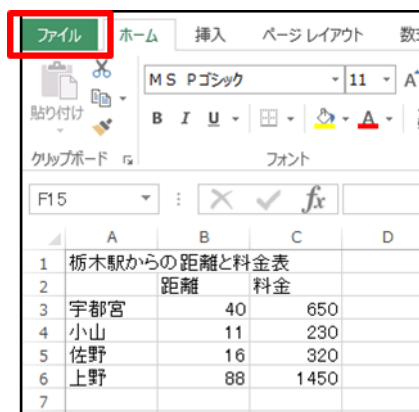 ファイル ホーム 挿入 ページ レイアウト 数
MS Pゴシック 11 A
貼り付け
B I U A
クリップボード フォント
F15 fx
A B C D
1 栃木駅からの距離と料金表
2 距離 料金
3 宇都宮 40 650
4 小山 11 230
5 佐野 16 320
6 上野 88 1450
7